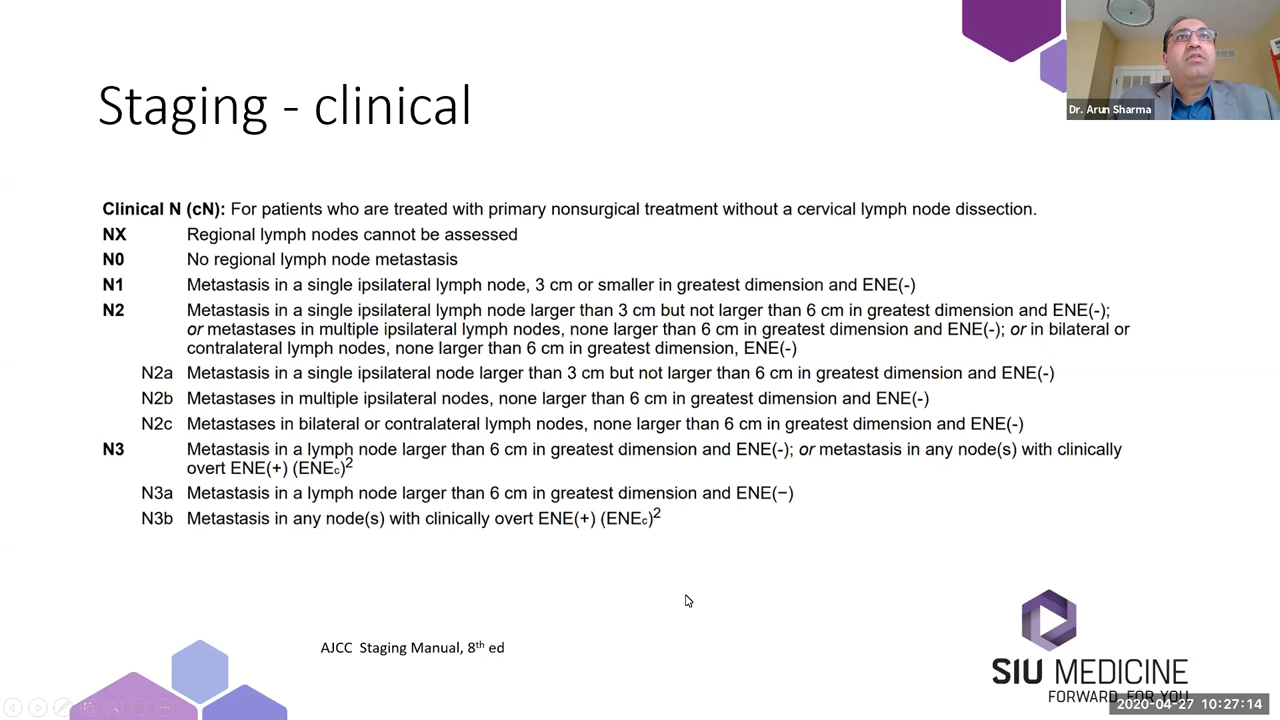 Dr. Arun Sharma
Staging - clinical
Clinical N (cN): For patients who are treated with primary nonsurgical treatment without a cervical lymph node dissection.
NX Regional lymph nodes cannot be assessed
N0 No regional lymph node metastasis
N1 Metastasis in a single ipsilateral lymph node, 3 cm or smaller in greatest dimension and ENE(-)
N2 Metastasis in a single ipsilateral lymph node larger than 3 cm but not larger than 6 cm in greatest dimension and ENE(-);
or metastases in multiple ipsilateral lymph nodes, none larger than 6 cm in greatest dimension and ENE(-); or in bilateral or
contralateral lymph nodes, none larger than 6 cm in greatest dimension, ENE(-)
N2a Metastasis in a single ipsilateral node larger than 3 cm but not larger than 6 cm in greatest dimension and ENE(-)
N2b Metastases in multiple ipsilateral nodes, none larger than 6 cm in greatest dimension and ENE(-)
N2c Metastases in bilateral or contralateral lymph nodes, none larger than 6 cm in greatest dimension and ENE(-)
N3 Metastasis in a lymph node larger than 6 cm in greatest dimension and ENE(-); or metastasis in any node(s) with clinically
overt ENE(+) (ENEc)2
N3a Metastasis in a lymph node larger than 6 cm in greatest dimension and ENE(−)
N3b Metastasis in any node(s) with clinically overt ENE(+) (ENEc)2
AJCC Staging Manual, 8th ed
SIU MEDICINE
FORWARD FOR YOU
2020-04-27 10:27:14